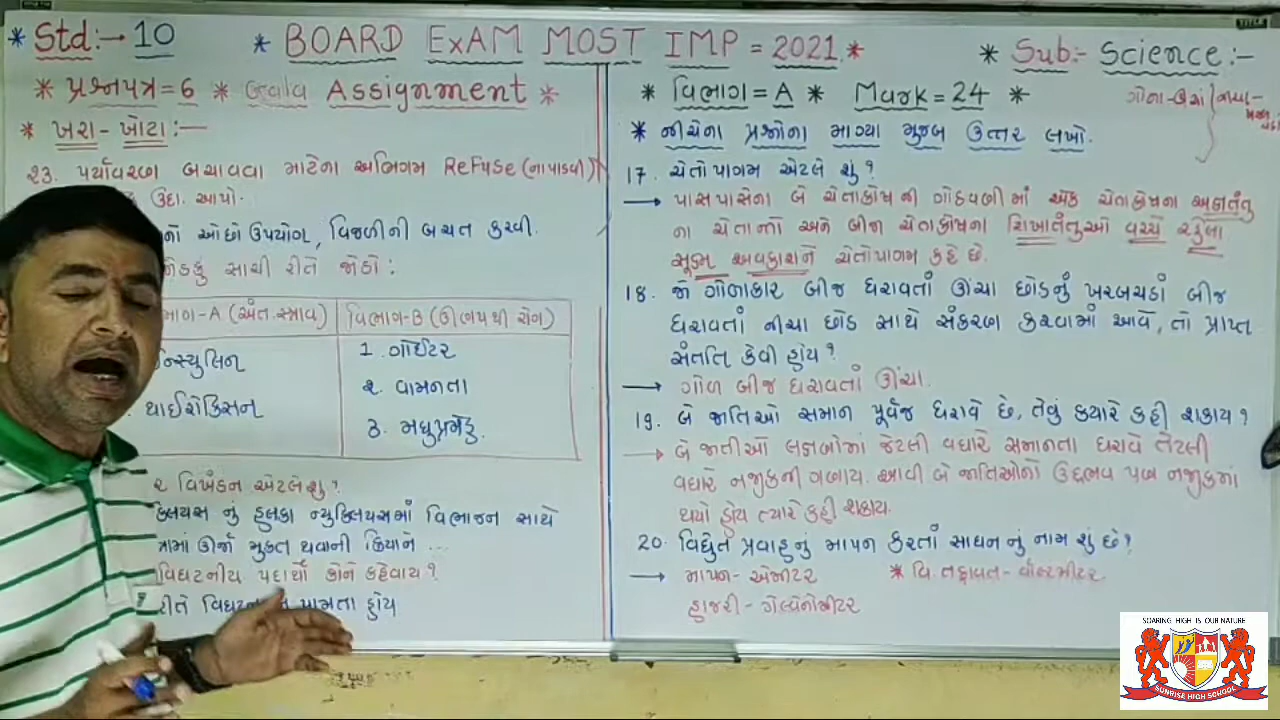 * Std:→ 10 * BOARD ExAM MOST IMP = 2021 * * Sub:- Science:-
* પ્રશ્નપત્ર = 6 * Gala Assignment *
* ખરા - ખોટા :—
23. પર્યાવરણ બચાવવા માટેના અભિગમ Refuse (નાપાડવી)
ઉદા. આપો.
નો ઓછો ઉપયોગ, વિજળીની બચત કરવી.
જોડકું સાચી રીતે જોડો :
ભાગ-A (અંત.સ્ત્રાવ) વિભાગ-B (ઊણપથી રોગ)
ઈન્સ્યુલિન 1. ગોઈટર
થાઈરોક્સિન ૨. વામનતા
3. મધુપ્રમેહ.
ર વિખંડન એટલે શું ?
ક્લિયસ નું હલકા ન્યુક્લિયસમાં વિભાજન સાથે
ઊર્જા મુક્ત થવાની ક્રિયાને ...
વિઘટનીય પદાર્થો કોને કહેવાય ?
રીતે પામતા હોય
* વિભાગ = A * Mark = 24 *
* નીચેના પ્રશ્નોના માગ્યા મુજબ ઉત્તર લખો.
17. ચેતોપાગમ એટલે શું ?
→ પાસપાસેના બે ચેતાકોષ ની ગોઠવણી માં એક ચેતાકોષના અક્ષતંતુ
ના ચેતાન્તો અને બીજા ચેતાકોષના શિખાતંતુઓ વચ્ચે રહેલા
સૂક્ષ્મ અવકાશને ચેતોપાગમ કહે છે.
18. જો ગોળાકાર બીજ ધરાવતાં ઊંચા છોડનું ખરબચડાં બીજ
ધરાવતાં નીચા છોડ સાથે સંકરણ કરવામાં આવે, તો પ્રાપ્ત
સંતતિ કેવી હોય ?
→ ગોળ બીજ ધરાવતાં ઊંચા.
19. બે જાતિઓ સમાન પૂર્વજ ધરાવે છે, તેવું ક્યારે કહી શકાય ?
→ બે જાતીઓ લક્ષણોમાં જેટલી વધારે સમાનતા ધરાવે તેટલી
વધારે નજીકની ગણાય. આવી બે જાતિઓનો ઉદ્દભવ પણ નજીકમાં
થયો હોય ત્યારે કહી શકાય.
20. વિદ્યુત પ્રવાહનું માપન કરતાં સાધન નું નામ શું છે ?
→ માપન - એમીટર * વિ. તફાવત - વોલ્ટમીટર
હાજરી - ગેલ્વેનોમીટર
SOARING HIGH IS OUR NATURE
SUNRISE HIGH SCHOOL